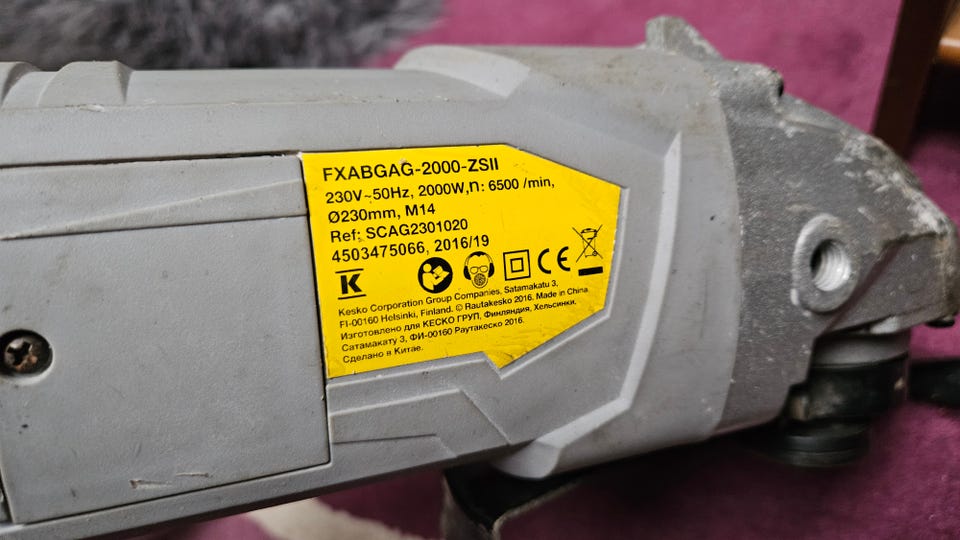 FXABGAG-2000-ZSII
230V~50Hz, 2000W, n: 6500 /min,
Ø230mm, M14
Ref: SCAG2301020
4503475066, 2016/19
K CE
Kesko Corporation Group Companies, Satamakatu 3,
FI-00160 Helsinki, Finland. © Rautakesko 2016. Made in China
Изготовлено для КЕСКО ГРУП, Финляндия, Хельсинки,
Сатамакату 3, ФИ-00160 Раутакеско 2016.
Сделано в Китае.